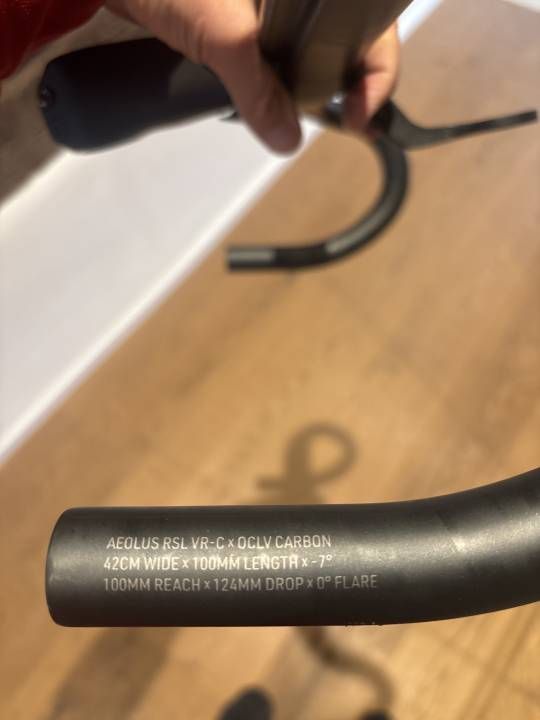 AEOLUS RSL VR-C x OCLV CARBON
42CM WIDE x 100MM LENGTH x -7°
100MM REACH x 124MM DROP x 0° FLARE